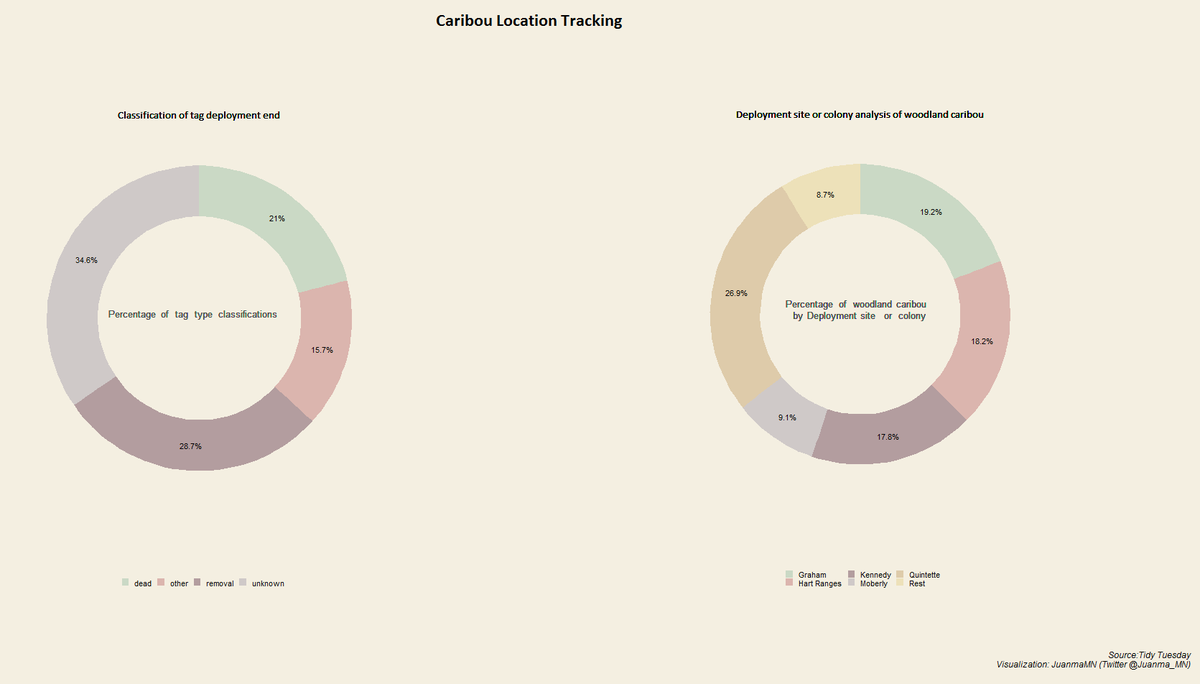 Caribou Location Tracking
Classification of tag deployment end
21%
34.6%
Percentage of tag type classifications
15.7%
28.7%
dead other removal unknown
Deployment site or colony analysis of woodland caribou
8.7%
19.2%
26.9%
Percentage of woodland caribou
by Deployment site or colony
18.2%
9.1%
17.8%
Graham Kennedy Quintette
Hart Ranges Moberly Rest
Source:Tidy Tuesday
Visualization: JuanmaMN (Twitter @Juanma_MN)